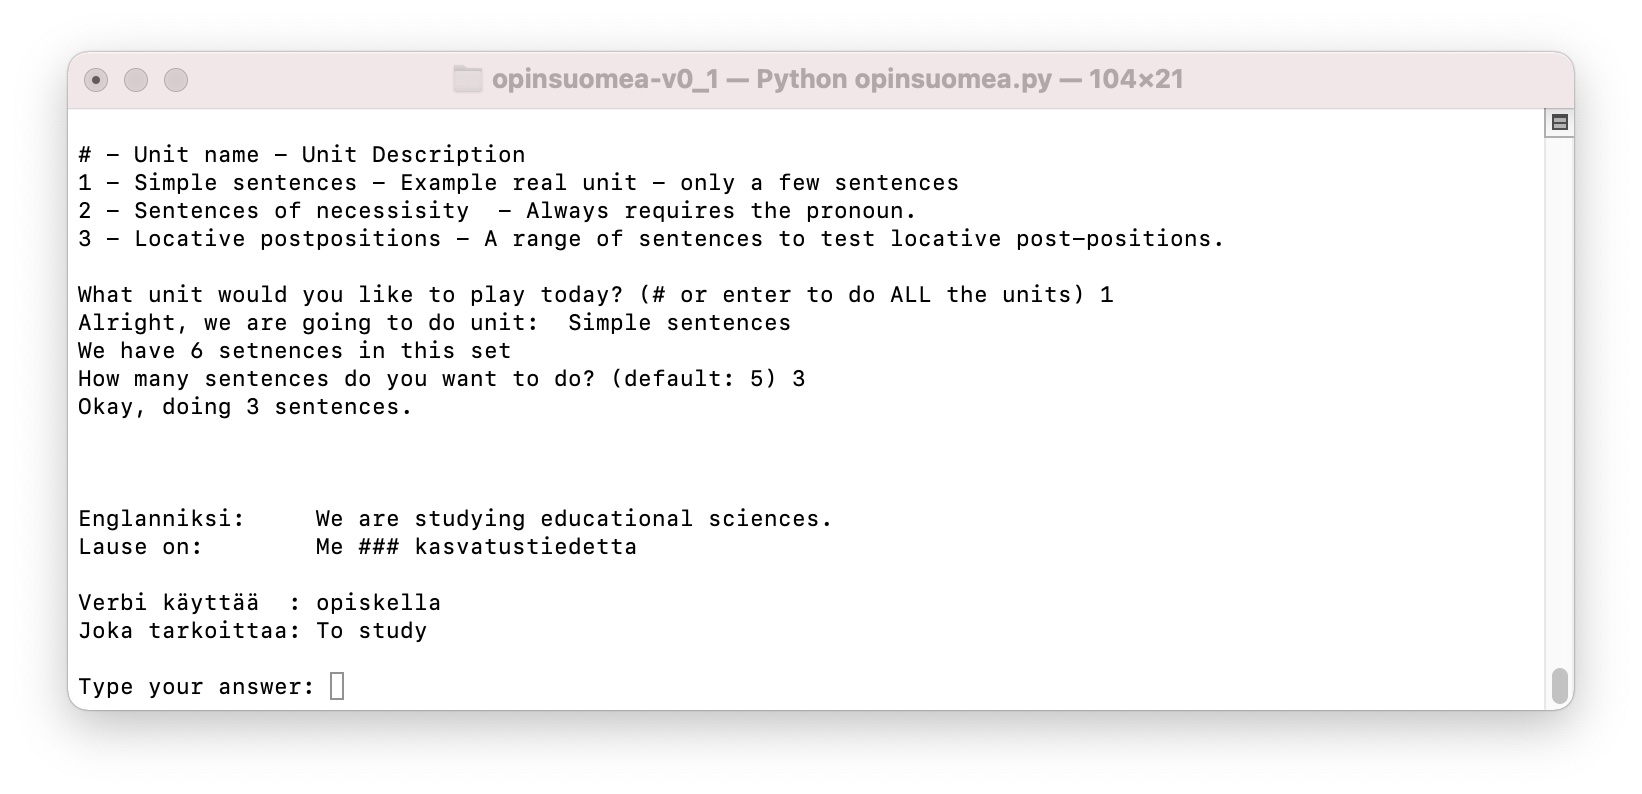 opinsuomea-v0_1 — Python opinsuomea.py — 104×21
# - Unit name - Unit Description
1 - Simple sentences - Example real unit - only a few sentences
2 - Sentences of necessisity  - Always requires the pronoun.
3 - Locative postpositions - A range of sentences to test locative post-positions.
What unit would you like to play today? (# or enter to do ALL the units) 1
Alright, we are going to do unit:  Simple sentences
We have 6 setnences in this set
How many sentences do you want to do? (default: 5) 3
Okay, doing 3 sentences.
Englanniksi:     We are studying educational sciences.
Lause on:        Me ### kasvatustiedetta
Verbi käyttää  : opiskella
Joka tarkoittaa: To study
Type your answer: